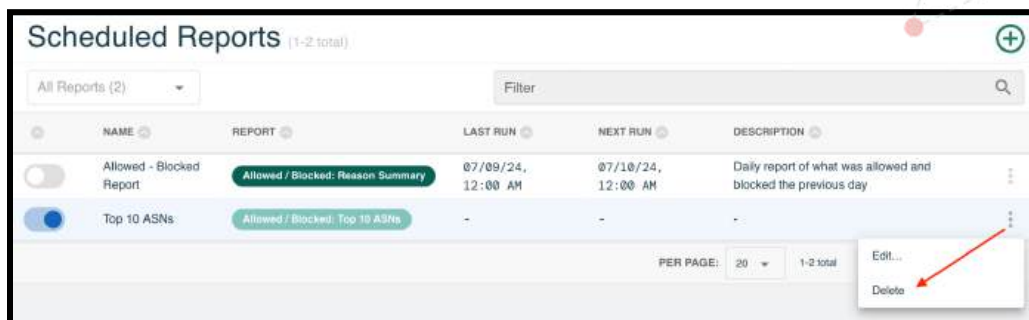 Scheduled Reports (1-2 total)
All Reports (2)
Filter
NAME REPORT LAST RUN NEXT RUN DESCRIPTION
Allowed - Blocked Report Allowed / Blocked: Reason Summary 07/09/24, 12:00 AM 07/10/24, 12:00 AM Daily report of what was allowed and blocked the previous day
Top 10 ASNs Allowed / Blocked: Top 10 ASNs - - -
PER PAGE: 20 1-2 total
Edit...
Delete